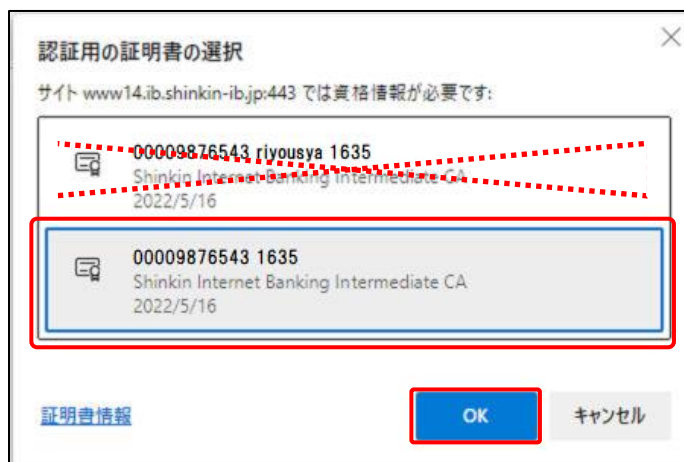 認証用の証明書の選択
サイト www14.ib.shinkin-ib.jp:443 では資格情報が必要です:
00009876543 riyousya 1635
Shinkin Internet Banking Intermediate CA
2022/5/16
00009876543 1635
Shinkin Internet Banking Intermediate CA
2022/5/16
証明書情報
OK
キャンセル